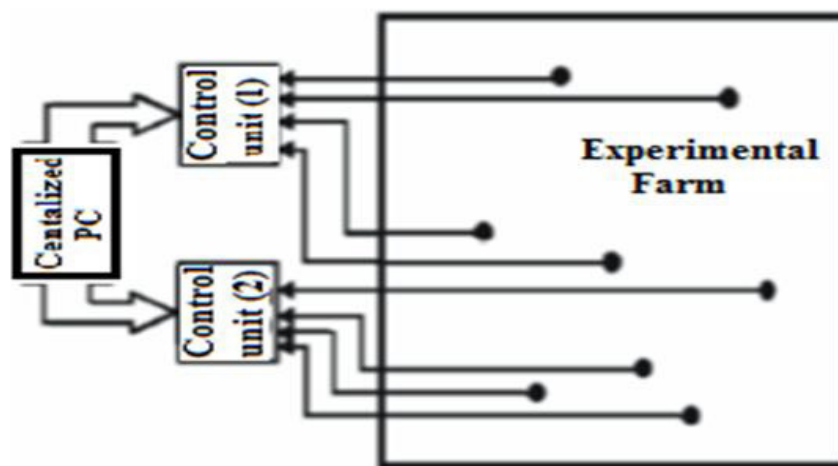 Centalized
PC
Control
unit (1)
Control
unit (2)
Experimental
Farm